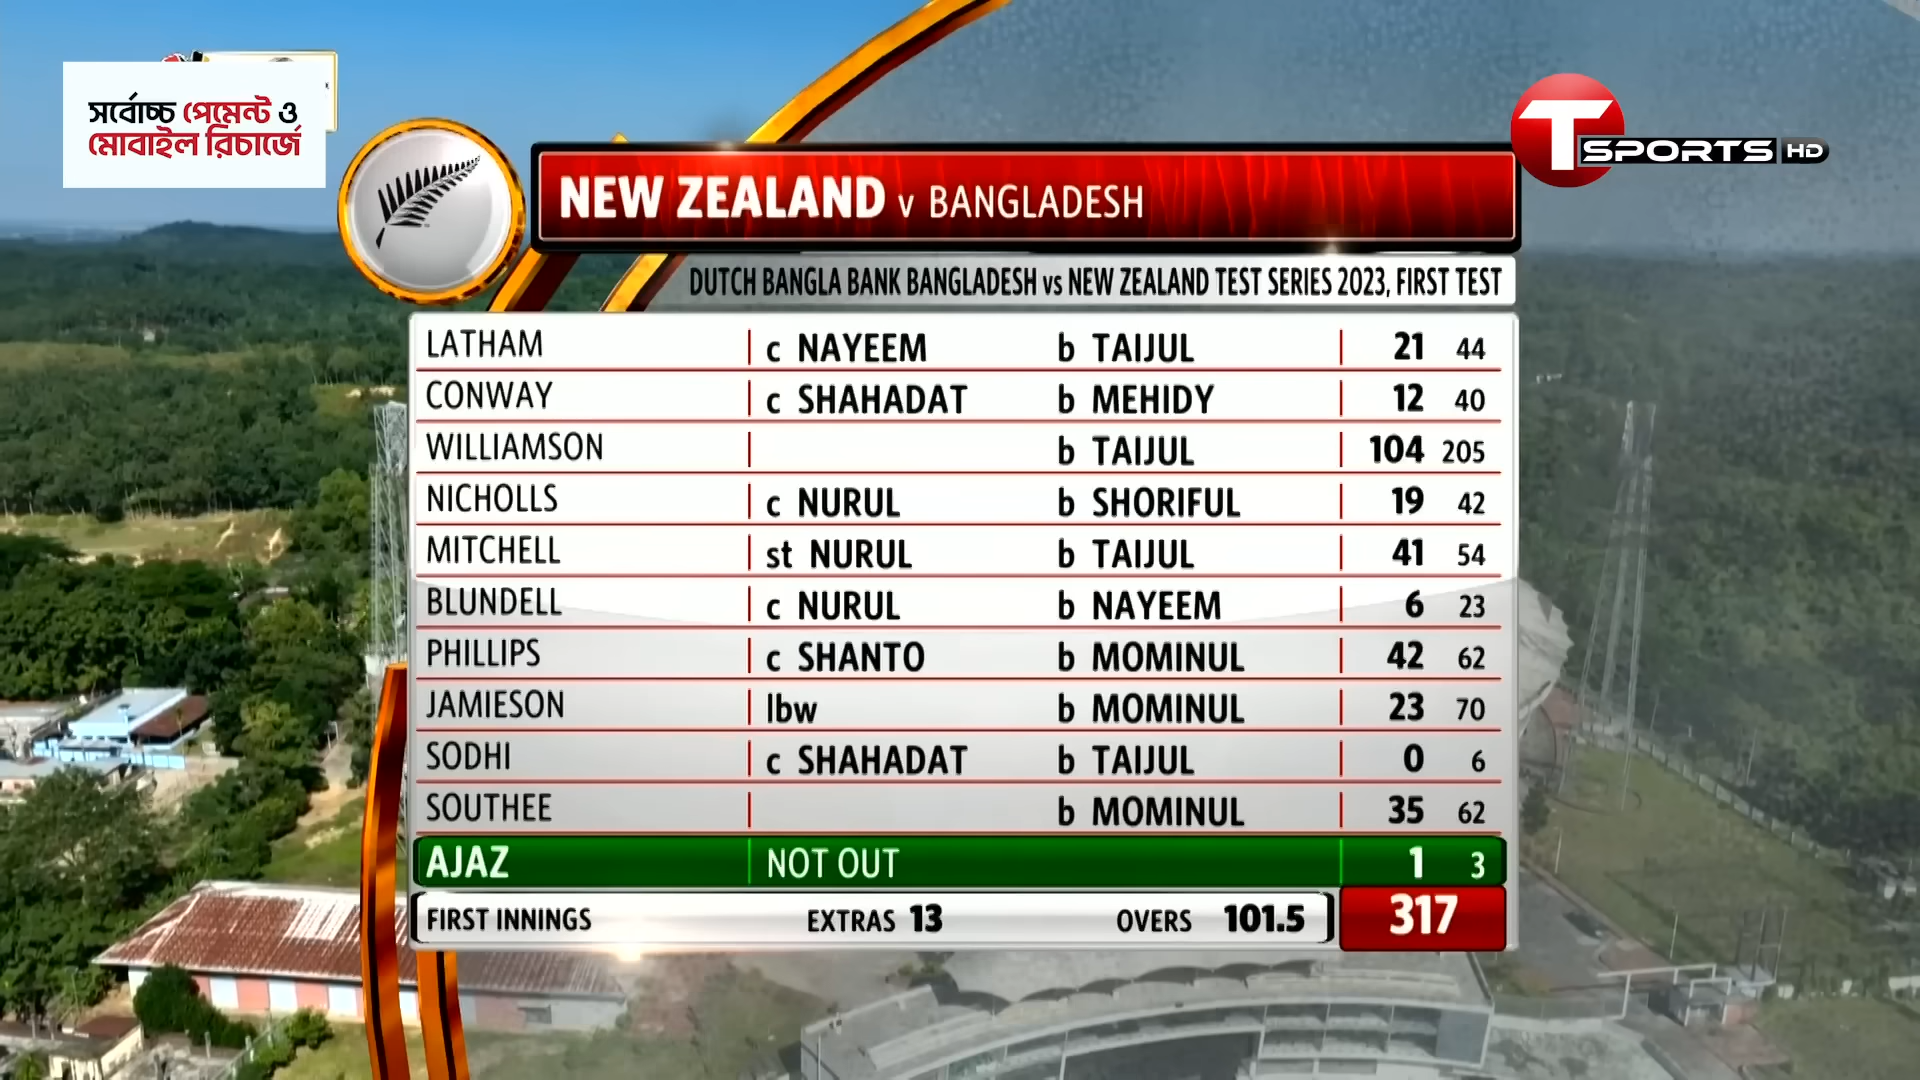 সর্বোচ্চ পেমেন্ট ও
মোবাইল রিচার্জে
T SPORTS HD
NEW ZEALAND v BANGLADESH
DUTCH BANGLA BANK BANGLADESH vs NEW ZEALAND TEST SERIES 2023, FIRST TEST
LATHAM c NAYEEM b TAIJUL 21 44
CONWAY c SHAHADAT b MEHIDY 12 40
WILLIAMSON b TAIJUL 104 205
NICHOLLS c NURUL b SHORIFUL 19 42
MITCHELL st NURUL b TAIJUL 41 54
BLUNDELL c NURUL b NAYEEM 6 23
PHILLIPS c SHANTO b MOMINUL 42 62
JAMIESON lbw b MOMINUL 23 70
SODHI c SHAHADAT b TAIJUL 0 6
SOUTHEE b MOMINUL 35 62
AJAZ NOT OUT 1 3
FIRST INNINGS EXTRAS 13 OVERS 101.5 317